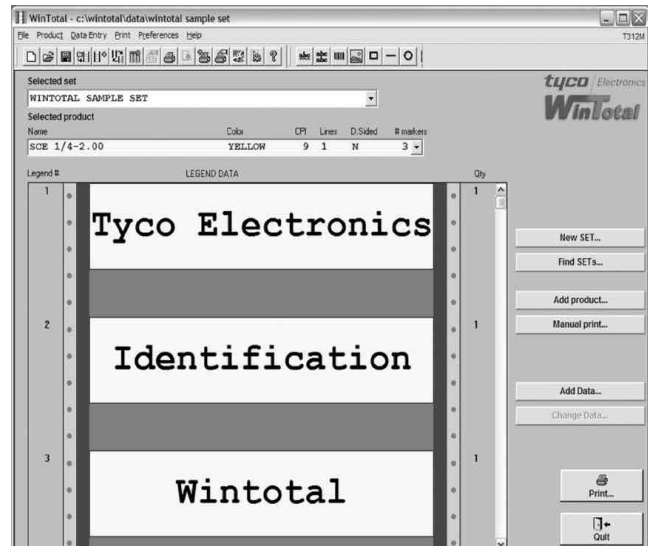 WinTotal - c:\wintotal\data\wintotal sample set
File Product Data Entry Print Preferences Help
T312M
Selected set
WINTOTAL SAMPLE SET
tyco Electronics
WinTotal
Selected product
Name Color CPI Lines D.Sided # markers
SCE 1/4-2.00 YELLOW 9 1 N 3
Legend # LEGEND DATA Qty
1 Tyco Electronics 1
New SET...
Find SETs...
Add product...
2 Identification 1
Manual print...
Add Data...
Change Data...
3 Wintotal 1
Print...
Quit